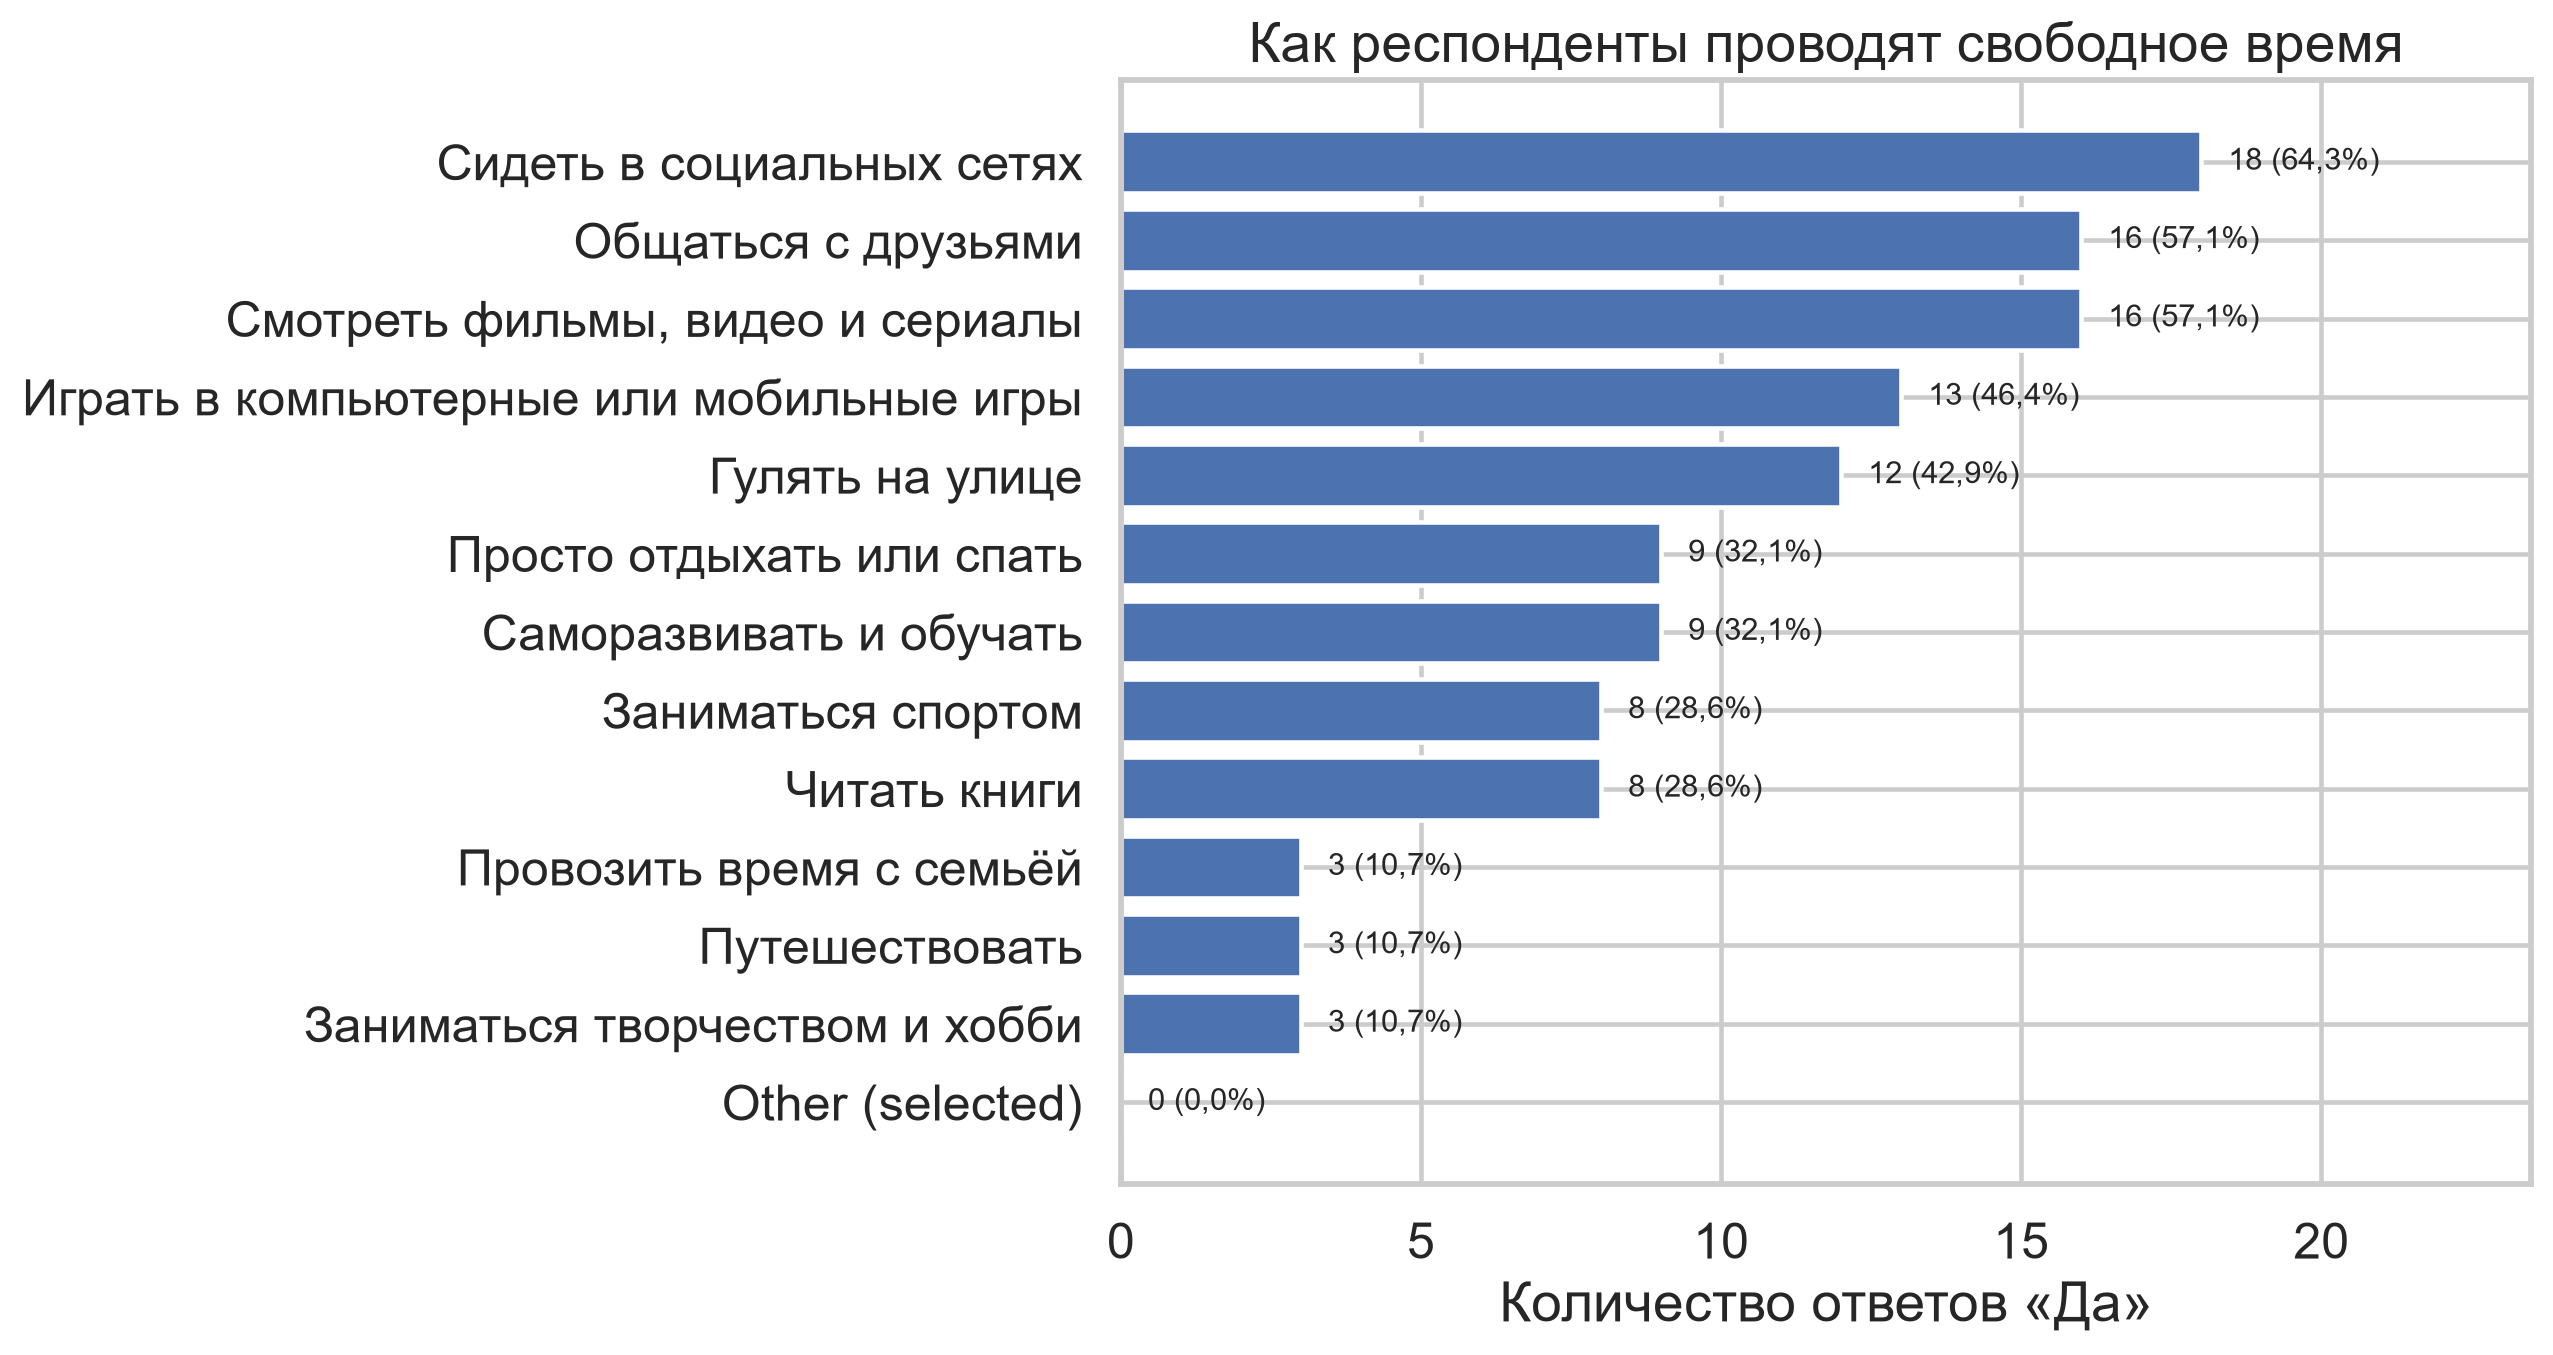 Как респонденты проводят свободное время
Сидеть в социальных сетях 18 (64,3%)
Общаться с друзьями 16 (57,1%)
Смотреть фильмы, видео и сериалы 16 (57,1%)
Играть в компьютерные или мобильные игры 13 (46,4%)
Гулять на улице 12 (42,9%)
Просто отдыхать или спать 9 (32,1%)
Саморазвивать и обучать 9 (32,1%)
Заниматься спортом 8 (28,6%)
Читать книги 8 (28,6%)
Провозить время с семьёй 3 (10,7%)
Путешествовать 3 (10,7%)
Заниматься творчеством и хобби 3 (10,7%)
Other (selected) 0 (0,0%)
0 5 10 15 20
Количество ответов «Да»